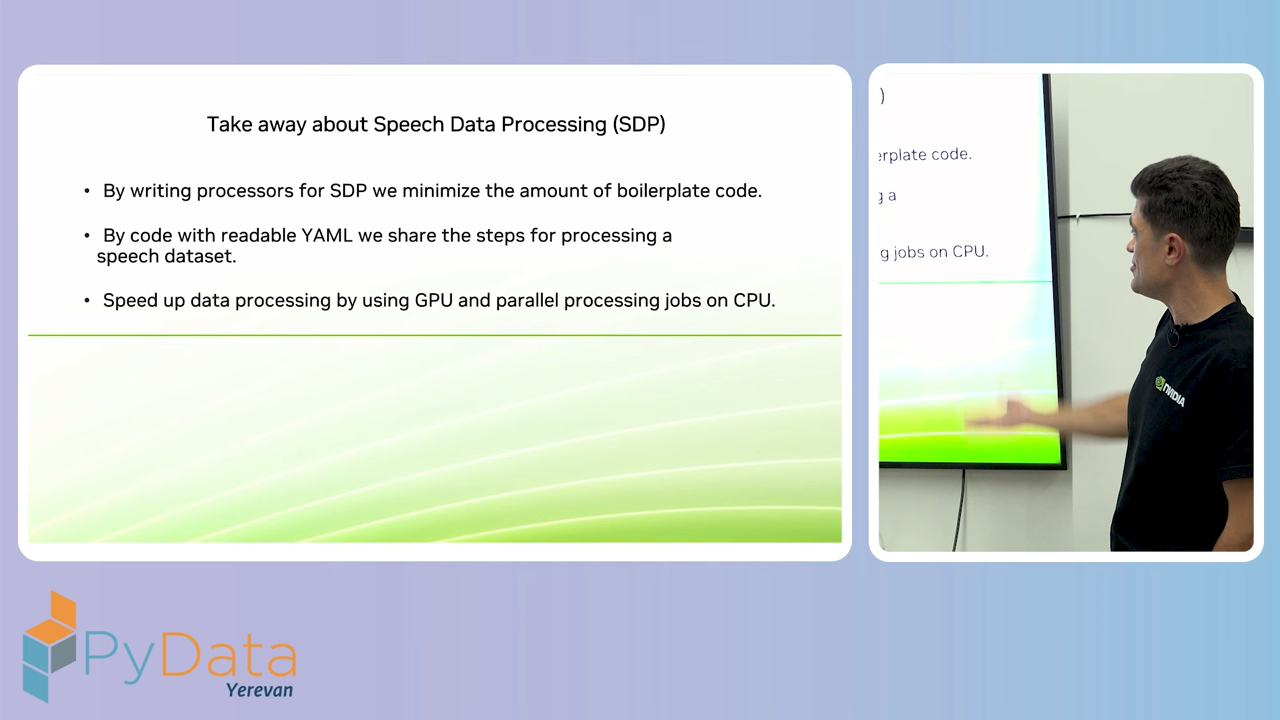 Take away about Speech Data Processing (SDP)
• By writing processors for SDP we minimize the amount of boilerplate code.
• By code with readable YAML we share the steps for processing a
speech dataset.
• Speed up data processing by using GPU and parallel processing jobs on CPU.
)
erplate code.
g a
g jobs on CPU.
NVIDIA
PyData
Yerevan